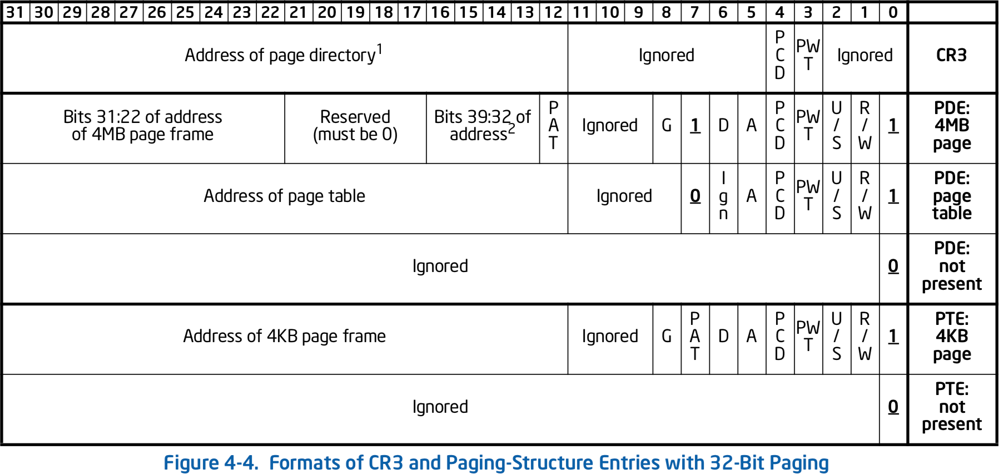 31 30 29 28 27 26 25 24 23 22 21 20 19 18 17 16 15 14 13 12 11 10 9 8 7 6 5 4 3 2 1 0
Address of page directory1 Ignored PCD PWT Ignored CR3
Bits 31:22 of address
of 4MB page frame
Reserved
(must be 0)
Bits 39:32 of
address2
PAT Ignored G 1 D A PCD PWT U/S R/W 1
PDE:
4MB
page
Address of page table Ignored 0 Ign A PCD PWT U/S R/W 1
PDE:
page
table
Ignored 0
PDE:
not
present
Address of 4KB page frame Ignored G PAT D A PCD PWT U/S R/W 1
PTE:
4KB
page
Ignored 0
PTE:
not
present
Figure 4-4. Formats of CR3 and Paging-Structure Entries with 32-Bit Paging